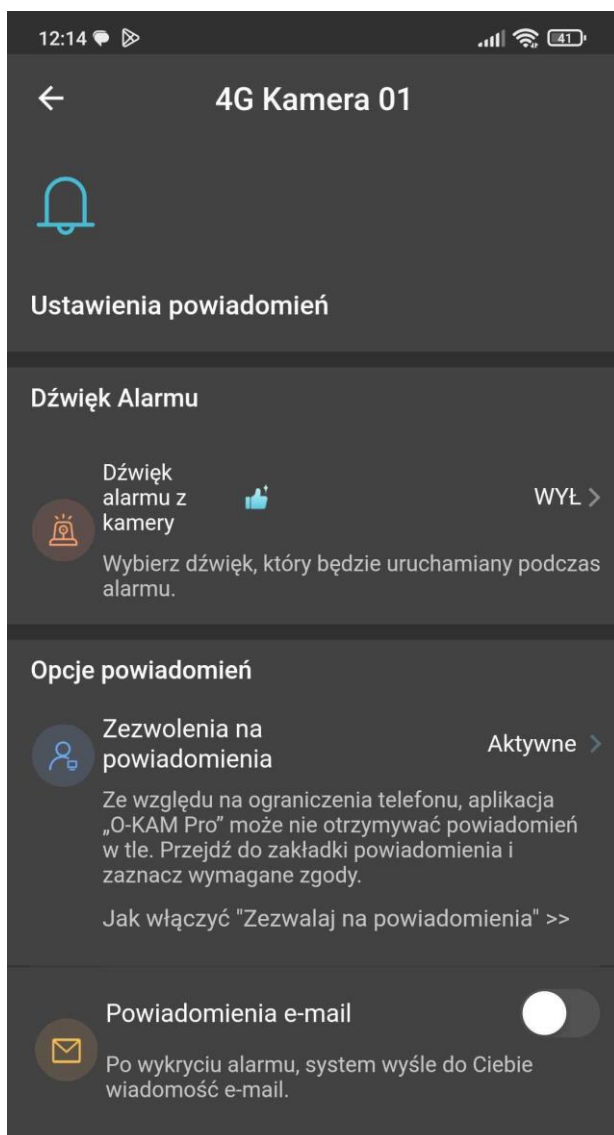 12:14
41
4G Kamera 01
Ustawienia powiadomień
Dźwięk Alarmu
Dźwięk
alarmu z
kamery
WYŁ
Wybierz dźwięk, który będzie uruchamiany podczas
alarmu.
Opcje powiadomień
Zezwolenia na
powiadomienia
Aktywne
Ze względu na ograniczenia telefonu, aplikacja
„O-KAM Pro” może nie otrzymywać powiadomień
w tle. Przejdź do zakładki powiadomienia i
zaznacz wymagane zgody.
Jak włączyć "Zezwalaj na powiadomienia" >>
Powiadomienia e-mail
Po wykryciu alarmu, system wyśle do Ciebie
wiadomość e-mail.